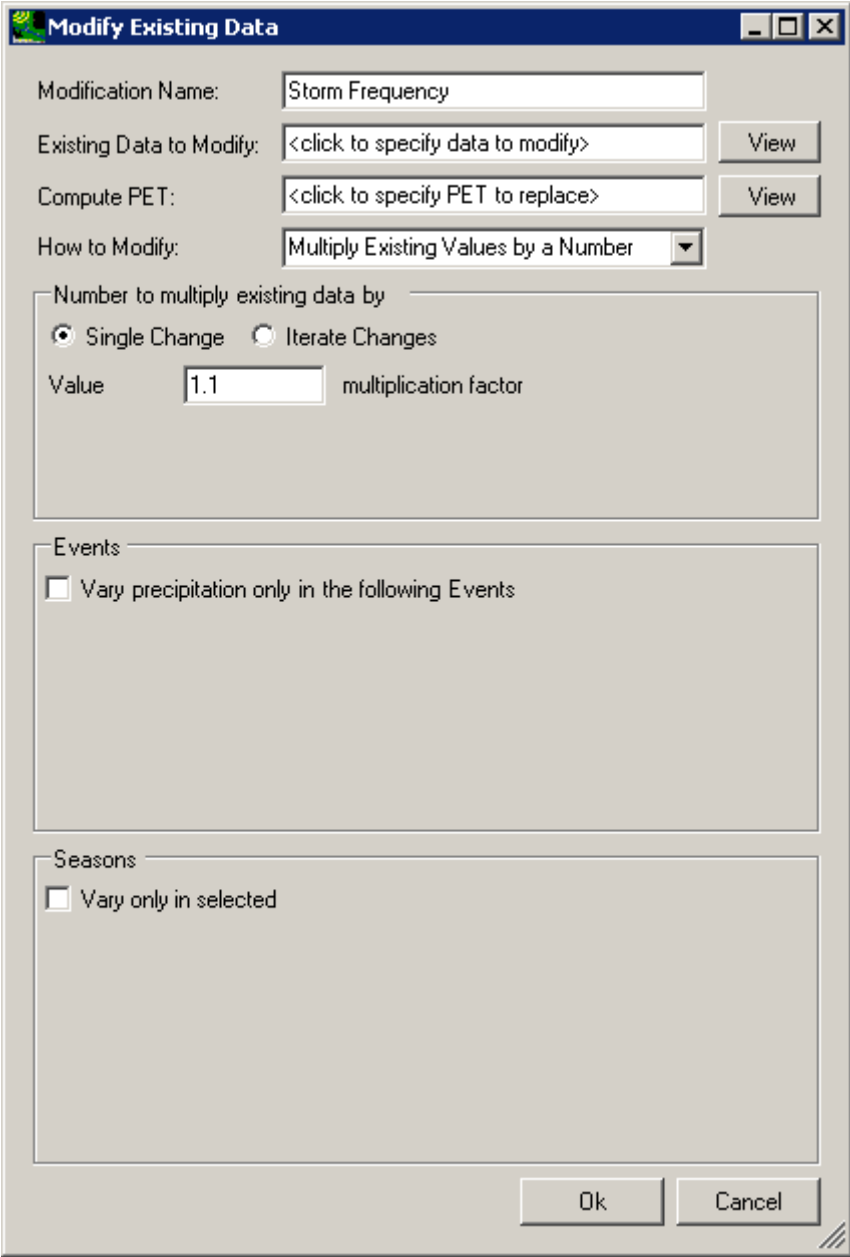 Modify Existing Data
Modification Name: Storm Frequency
Existing Data to Modify: <click to specify data to modify> View
Compute PET: <click to specify PET to replace> View
How to Modify: Multiply Existing Values by a Number
Number to multiply existing data by
Single Change Iterate Changes
Value 1.1 multiplication factor
Events
Vary precipitation only in the following Events
Seasons
Vary only in selected
Ok Cancel